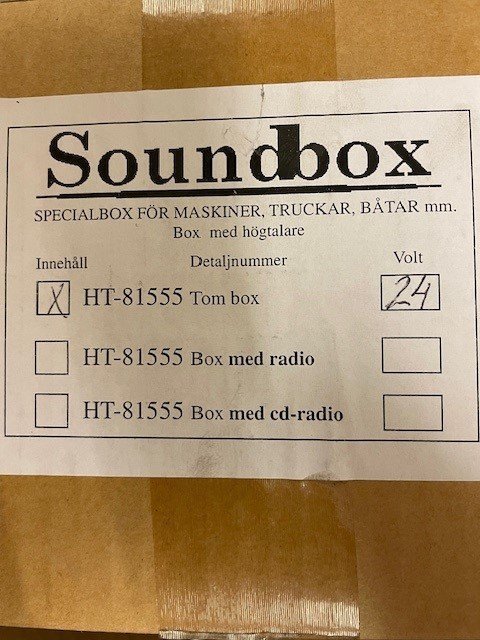 Soundbox
SPECIALBOX FÖR MASKINER, TRUCKAR, BÅTAR mm.
Box med högtalare
Innehåll Detaljnummer Volt
X HT-81555 Tom box 24
HT-81555 Box med radio
HT-81555 Box med cd-radio